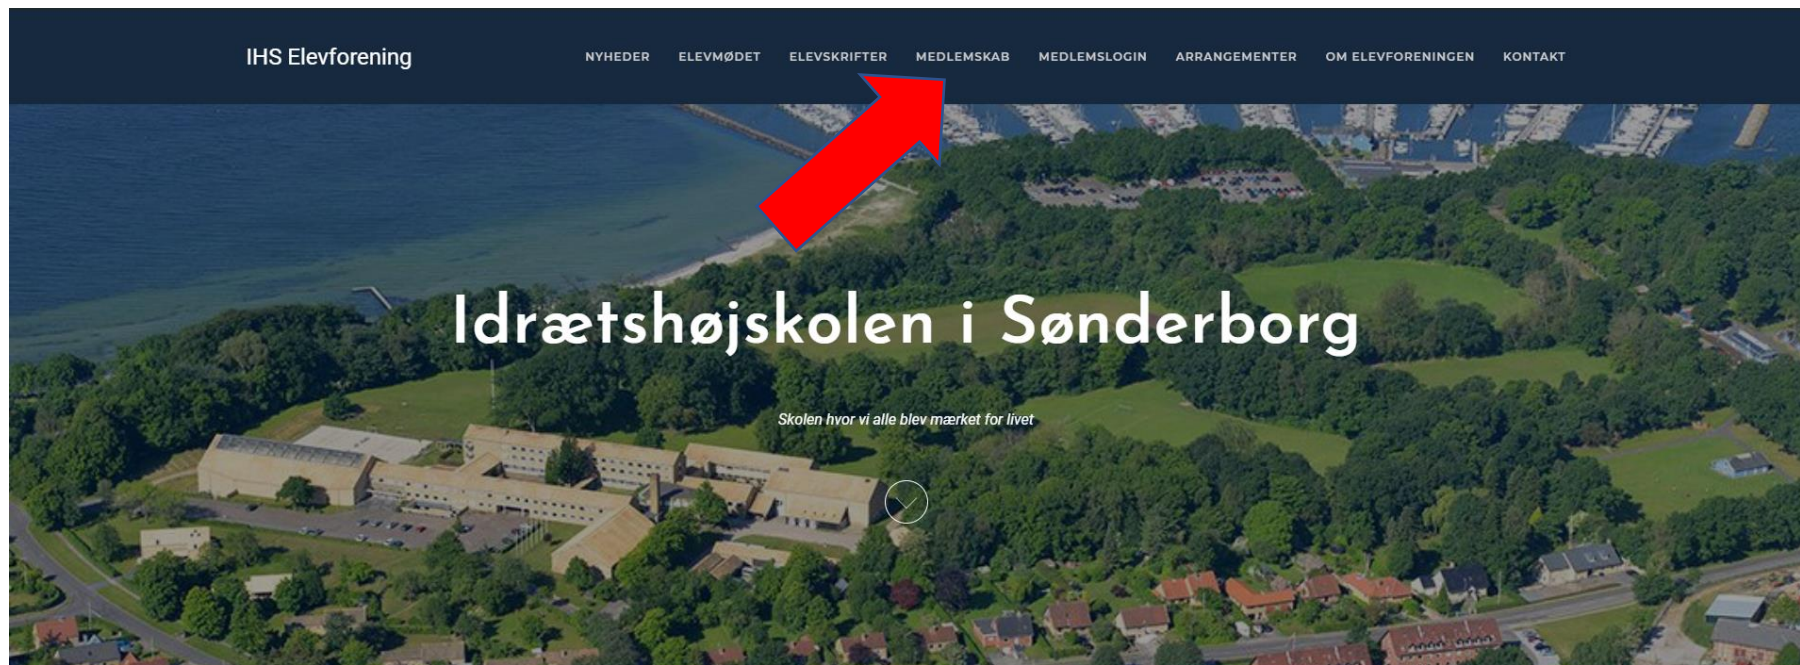 IHS Elevforening
NYHEDER ELEVMØDET ELEVSKRIFTER MEDLEMSKAB MEDLEMSLOGIN ARRANGEMENTER OM ELEVFORENINGEN KONTAKT
Idrætshøjskolen i Sønderborg
Skolen hvor vi alle blev mærket for livet